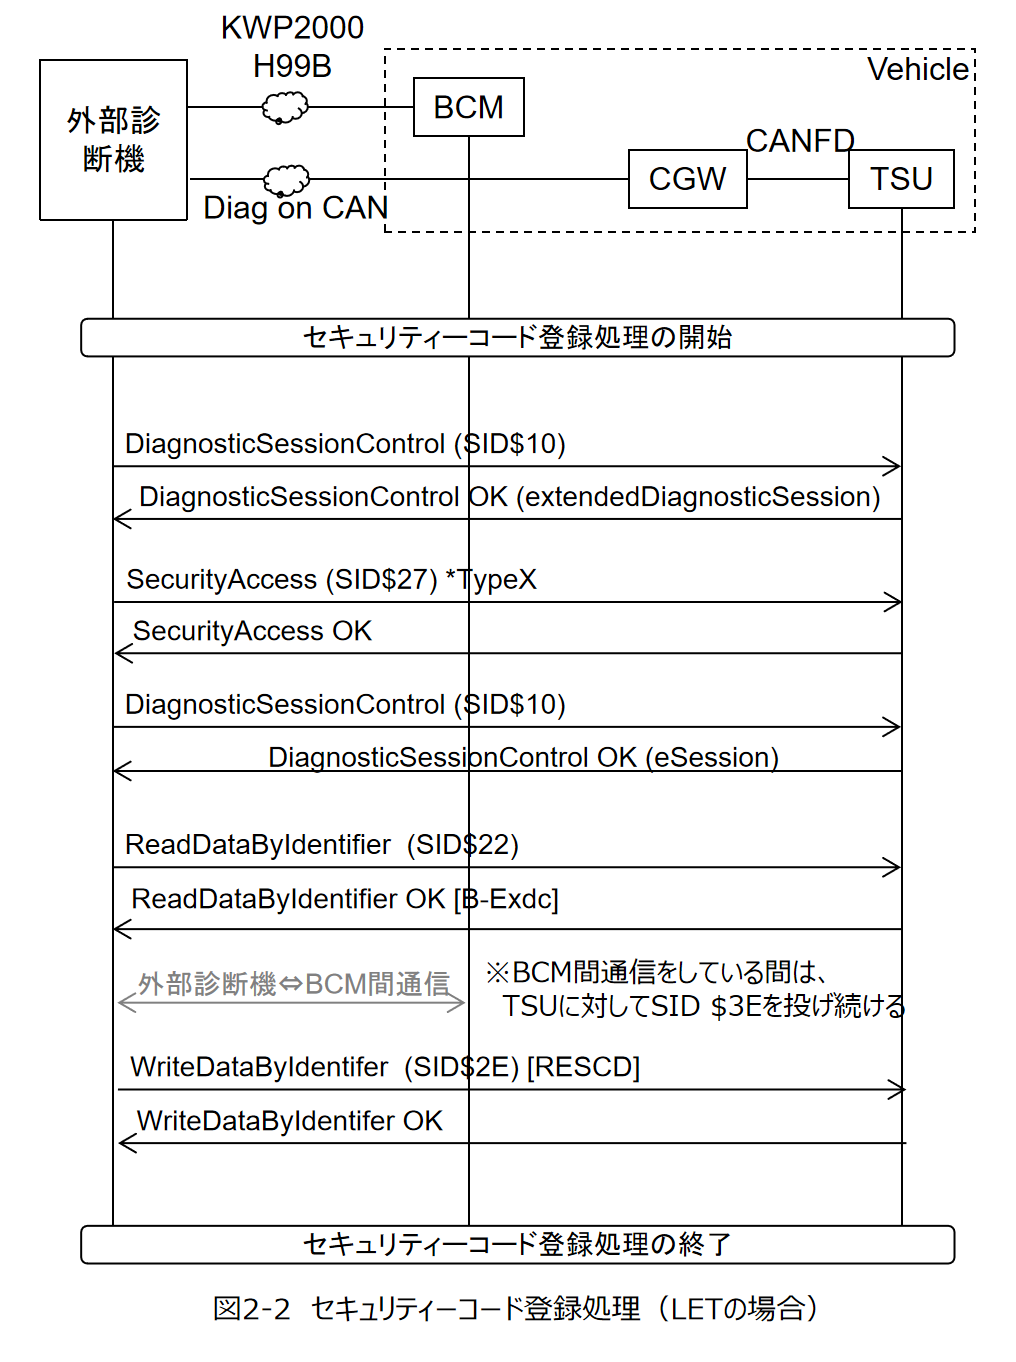 KWP2000
H99B
Vehicle
外部診
断機
BCM
CANFD
CGW
TSU
Diag on CAN
セキュリティーコード登録処理の開始
DiagnosticSessionControl (SID$10)
DiagnosticSessionControl OK (extendedDiagnosticSession)
SecurityAccess (SID$27) *TypeX
SecurityAccess OK
DiagnosticSessionControl (SID$10)
DiagnosticSessionControl OK (eSession)
ReadDataByIdentifier (SID$22)
ReadDataByIdentifier OK [B-Exdc]
外部診断機⇔BCM間通信
※BCM間通信をしている間は、
TSUに対してSID $3Eを投げ続ける
WriteDataByIdentifer (SID$2E) [RESCD]
WriteDataByIdentifer OK
セキュリティーコード登録処理の終了
図2-2 セキュリティーコード登録処理（LETの場合）